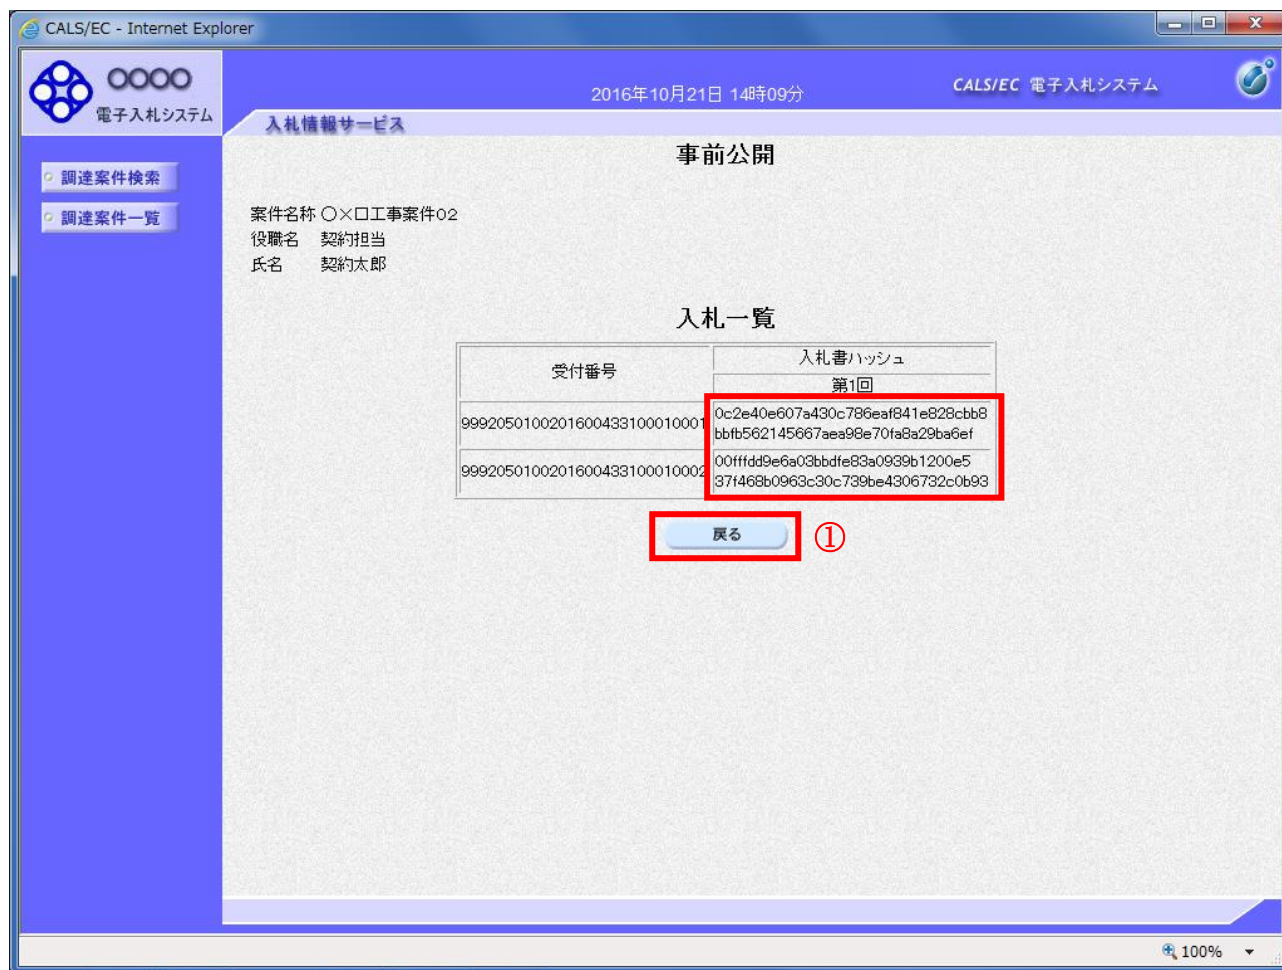 CALS/EC - Internet Explorer
〇〇〇〇
電子入札システム
2016年10月21日 14時09分
CALS/EC 電子入札システム
入札情報サービス
調達案件検索
調達案件一覧
事前公開
案件名称 〇×口工事案件02
役職名 契約担当
氏名 契約太郎
入札一覧
受付番号
入札書ハッシュ
第1回
9992050100201600433100010001
0c2e40e607a430c786eaf841e828cbb8
bbfb562145667aea98e70fa8a29ba6ef
9992050100201600433100010002
00fffdd9e6a03bbdfe83a0939b1200e5
37f468b0963c30c739be4306732c0b93
戻る
①
100%